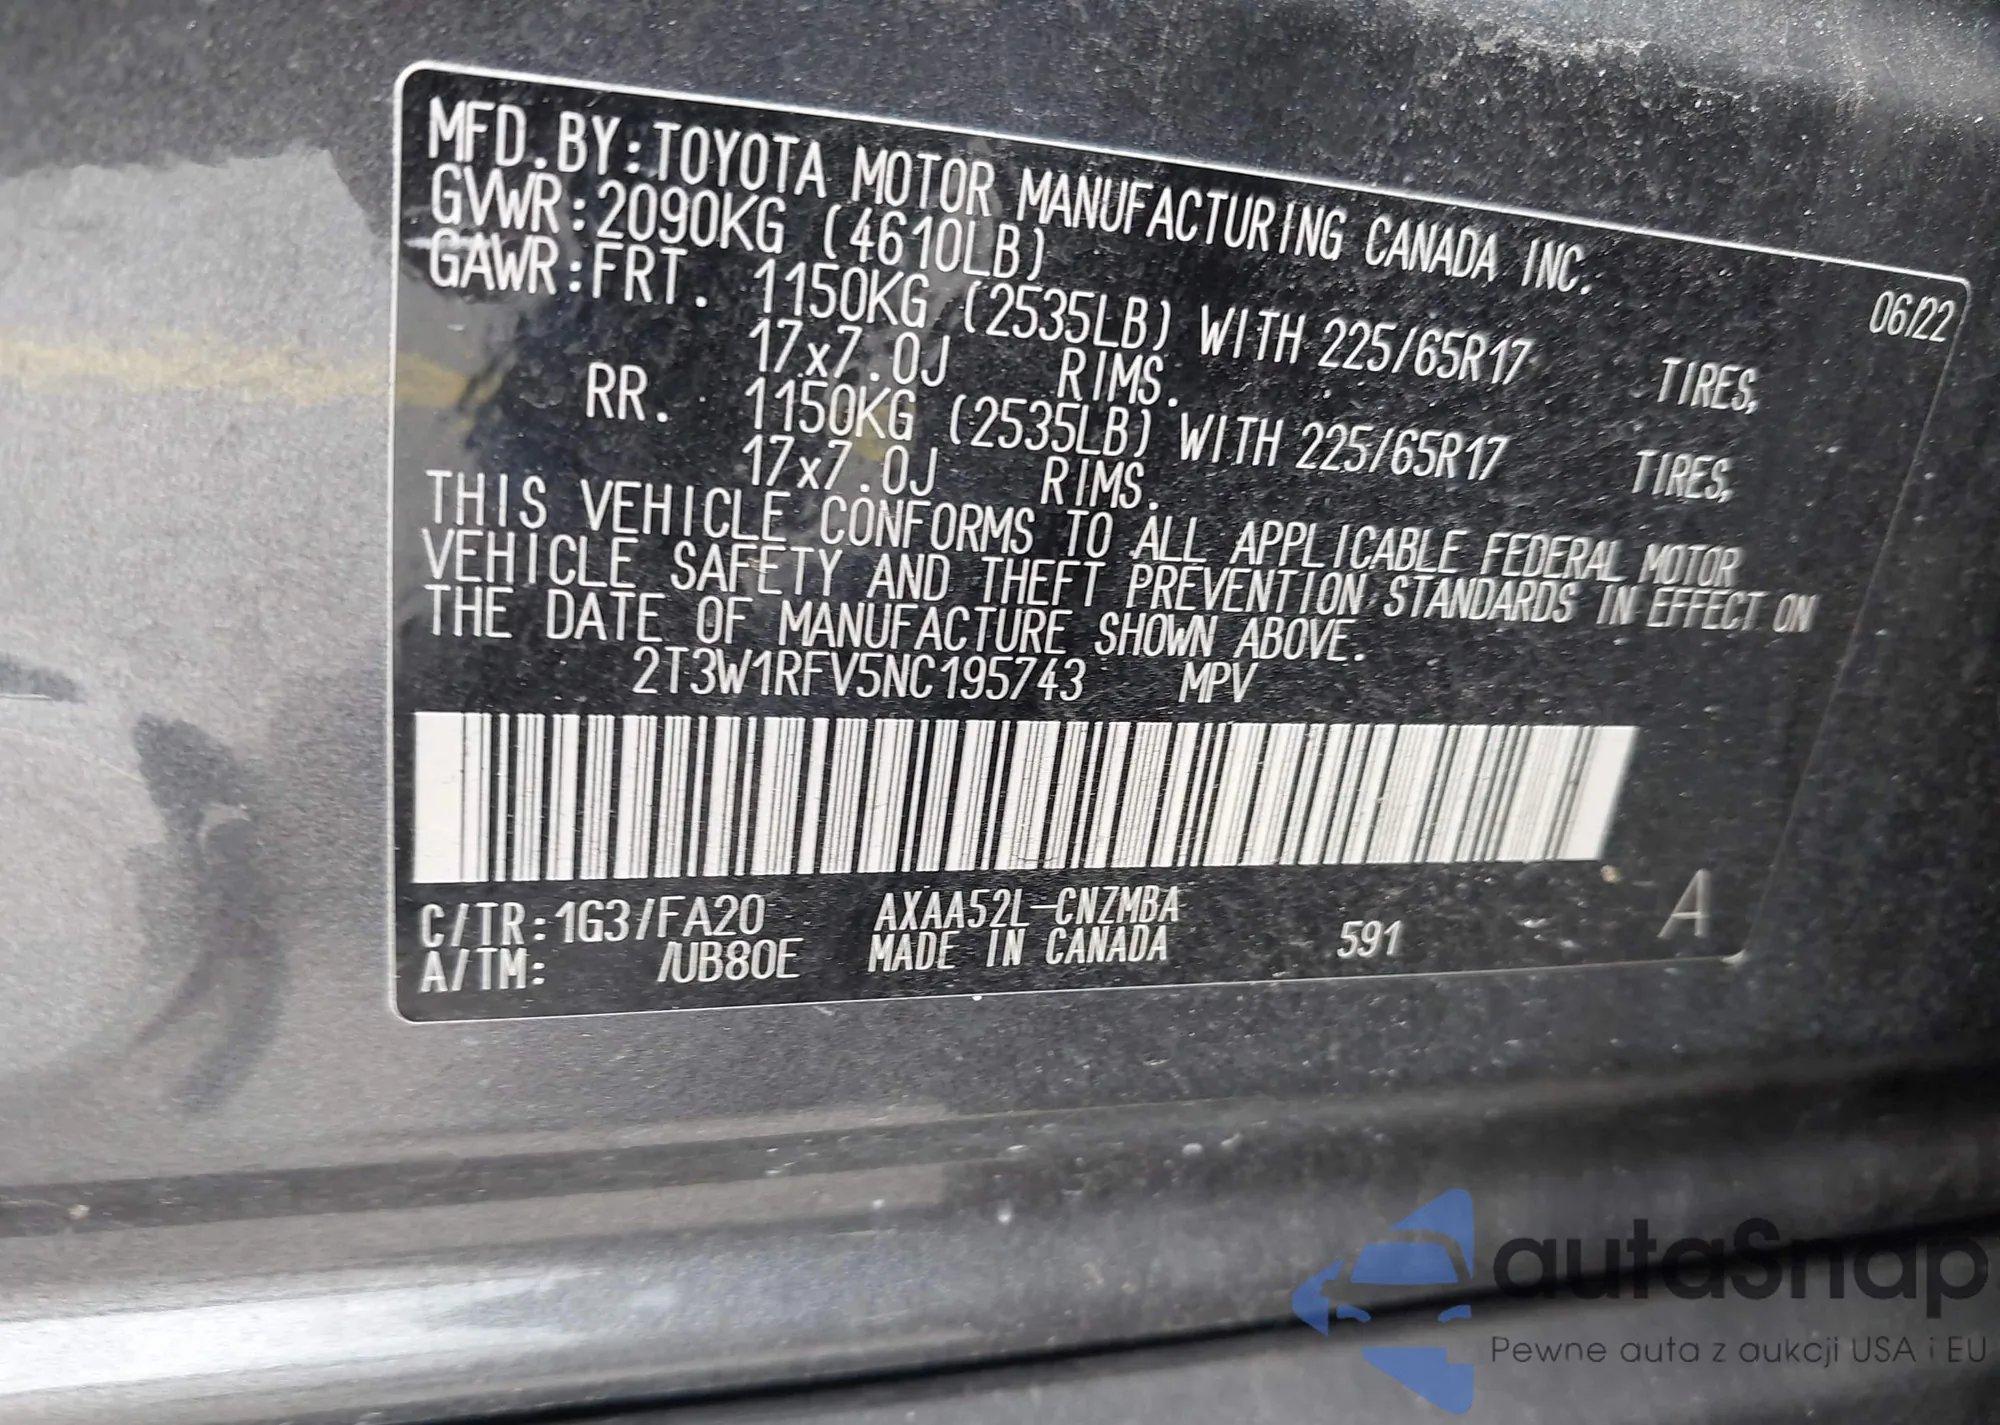 MFD.BY:TOYOTA MOTOR MANUFACTURING CANADA INC.
06/22
GVWR:2090KG (4610LB)
GAWR:FRT. 1150KG (2535LB) WITH 225/65R17 TIRES,
17x7.0J RIMS.
RR. 1150KG (2535LB) WITH 225/65R17 TIRES,
17x7.0J RIMS.
THIS VEHICLE CONFORMS TO ALL APPLICABLE FEDERAL MOTOR
VEHICLE SAFETY AND THEFT PREVENTION STANDARDS IN EFFECT ON
THE DATE OF MANUFACTURE SHOWN ABOVE.
2T3W1RFV5NC195743 MPV
C/TR:1G3/FA20 AXAA52L-CNZMBA
A/TM: /UB80E MADE IN CANADA 591 A
autaSnap
Pewne auta z aukcji USA i EU